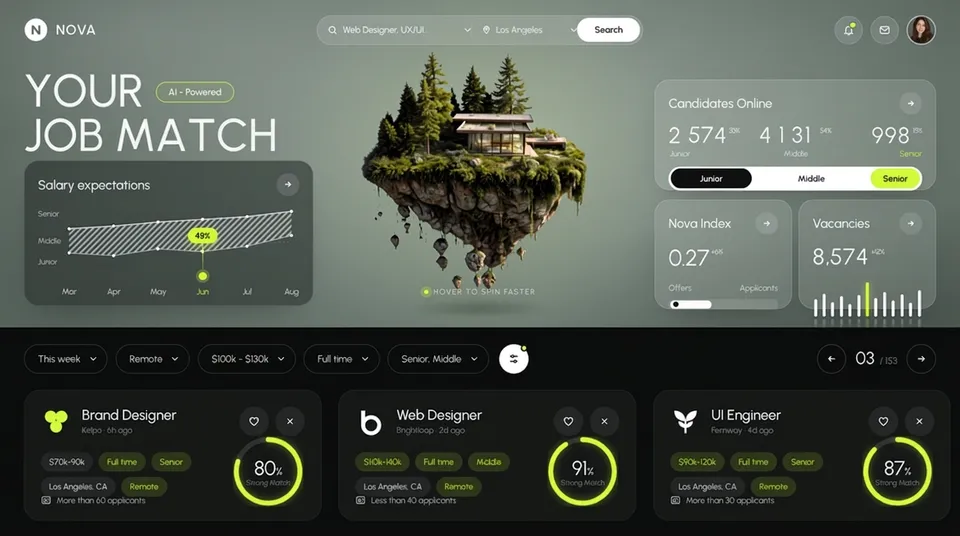 N NOVA
Web Designer, UX/UI
Los Angeles
Search
YOUR
AI - Powered
JOB MATCH
Salary expectations
Senior
Middle
Junior
49%
Mar Apr May Jun Jul Aug
HOVER TO SPIN FASTER
Candidates Online
2 574 4 131 54% 998
Junior Middle Senior
Junior Middle Senior
Nova Index
0.27 +6%
Offers Applicants
Vacancies
8,574 +12%
This week
Remote
$100k - $130k
Full time
Senior, Middle
03 / 153
Brand Designer
Kelpo · 6h ago
$70k-90k Full time Senior
Los Angeles, CA Remote
More than 60 applicants
80%
Strong Match
b
Web Designer
Brightloop · 2d ago
$110k-140k Full time Middle
Los Angeles, CA Remote
Less than 40 applicants
91%
Strong Match
UI Engineer
Fernway · 4d ago
$90k-120k Full time Senior
Los Angeles, CA Remote
More than 30 applicants
87%
Strong Match